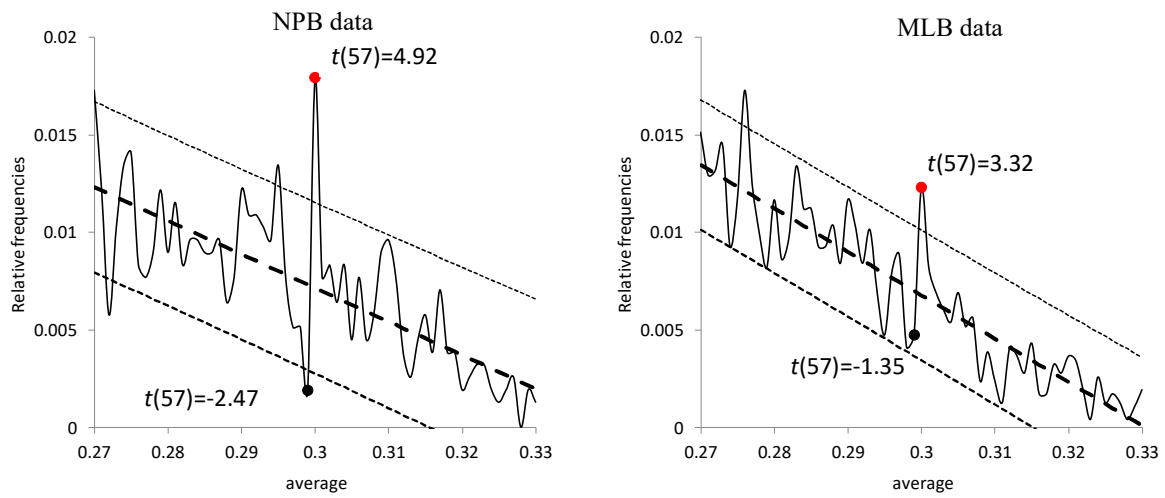 NPB data
0.02
0.015
0.01
0.005
0
Relative frequencies
t(57)=4.92
t(57)=-2.47
0.27 0.28 0.29 0.3 0.31 0.32 0.33
average
MLB data
0.02
0.015
0.01
0.005
0
Relative frequencies
t(57)=3.32
t(57)=-1.35
0.27 0.28 0.29 0.3 0.31 0.32 0.33
average